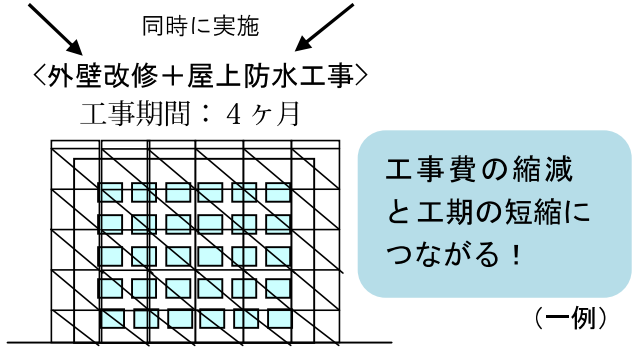 同時に実施
〈外壁改修＋屋上防水工事〉
工事期間：４ヶ月
工事費の縮減
と工期の短縮に
つながる！
（一例）